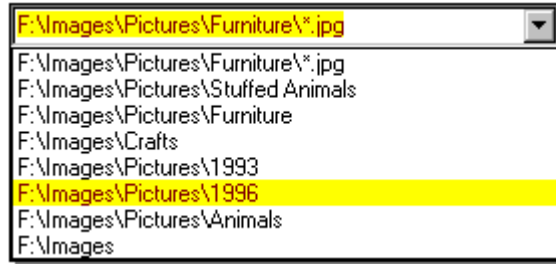 F:\Images\Pictures\Furniture\*.jpg
F:\Images\Pictures\Furniture\*.jpg
F:\Images\Pictures\Stuffed Animals
F:\Images\Pictures\Furniture
F:\Images\Crafts
F:\Images\Pictures\1993
F:\Images\Pictures\1996
F:\Images\Pictures\Animals
F:\Images